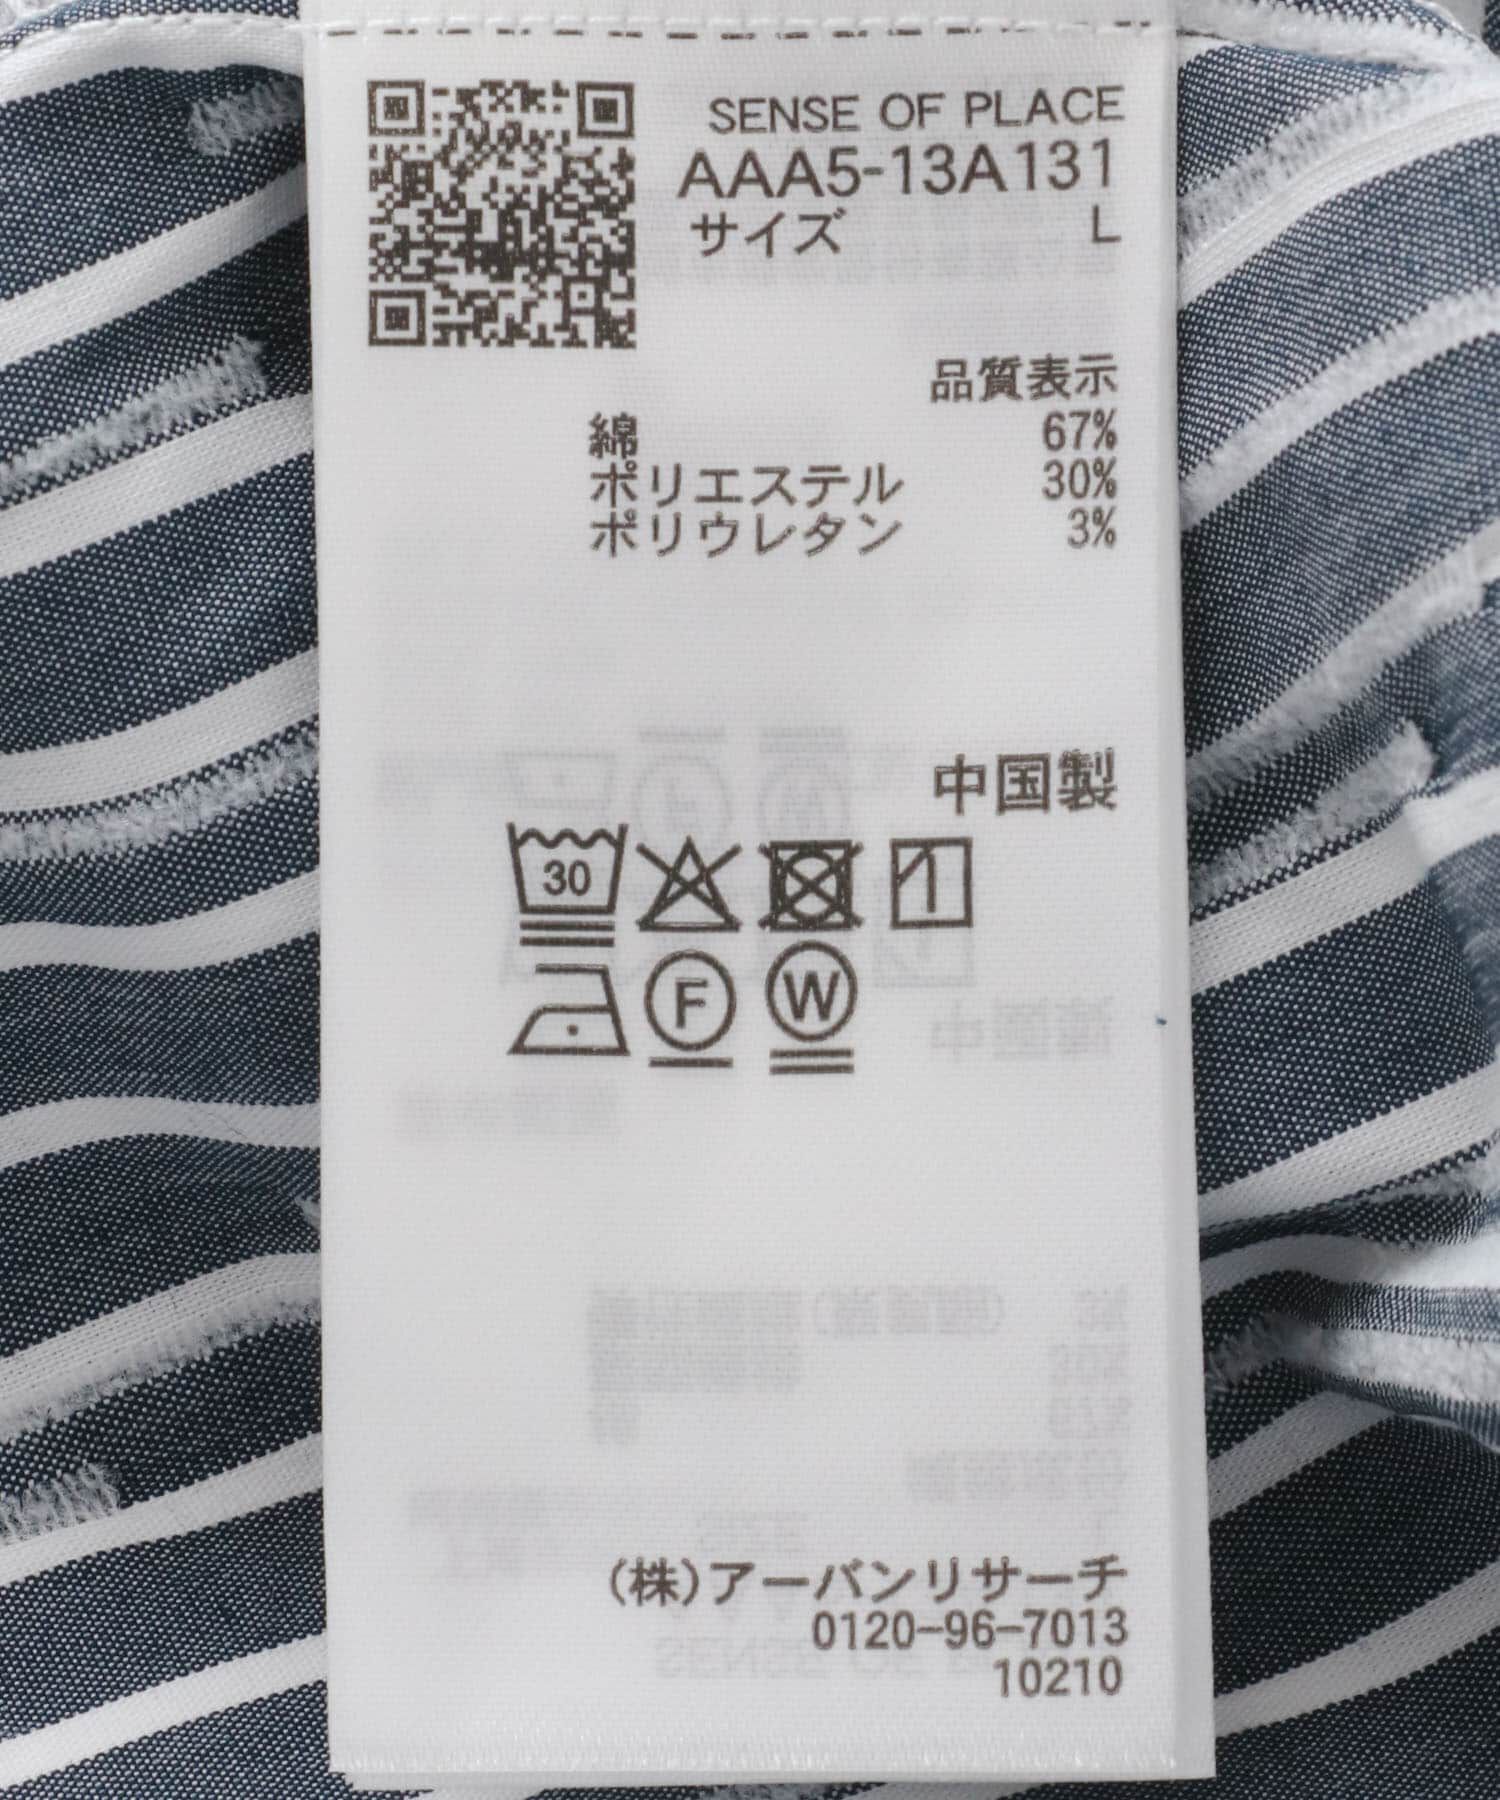 SENSE OF PLACE
AAA5-13A131
サイズ L
品質表示
綿 67%
ポリエステル 30%
ポリウレタン 3%
中国製
30
F W
(株)アーバンリサーチ
0120-96-7013
10210